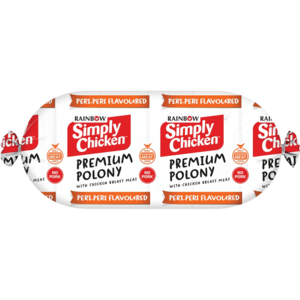 PERI-PERI FLAVOURED
PERI-PERI FLAVOURED
RAINBOW
Simply
Chicken
PREMIUM
POLONY
WITH CHICKEN BREAST MEAT
NO
PORK
RAINBOW
Simply
Chicken
PREMIUM
POLONY
WITH CHICKEN BREAST MEAT
NO
PORK
PERI-PERI FLAVOURED
PERI-PERI FLAVOURED